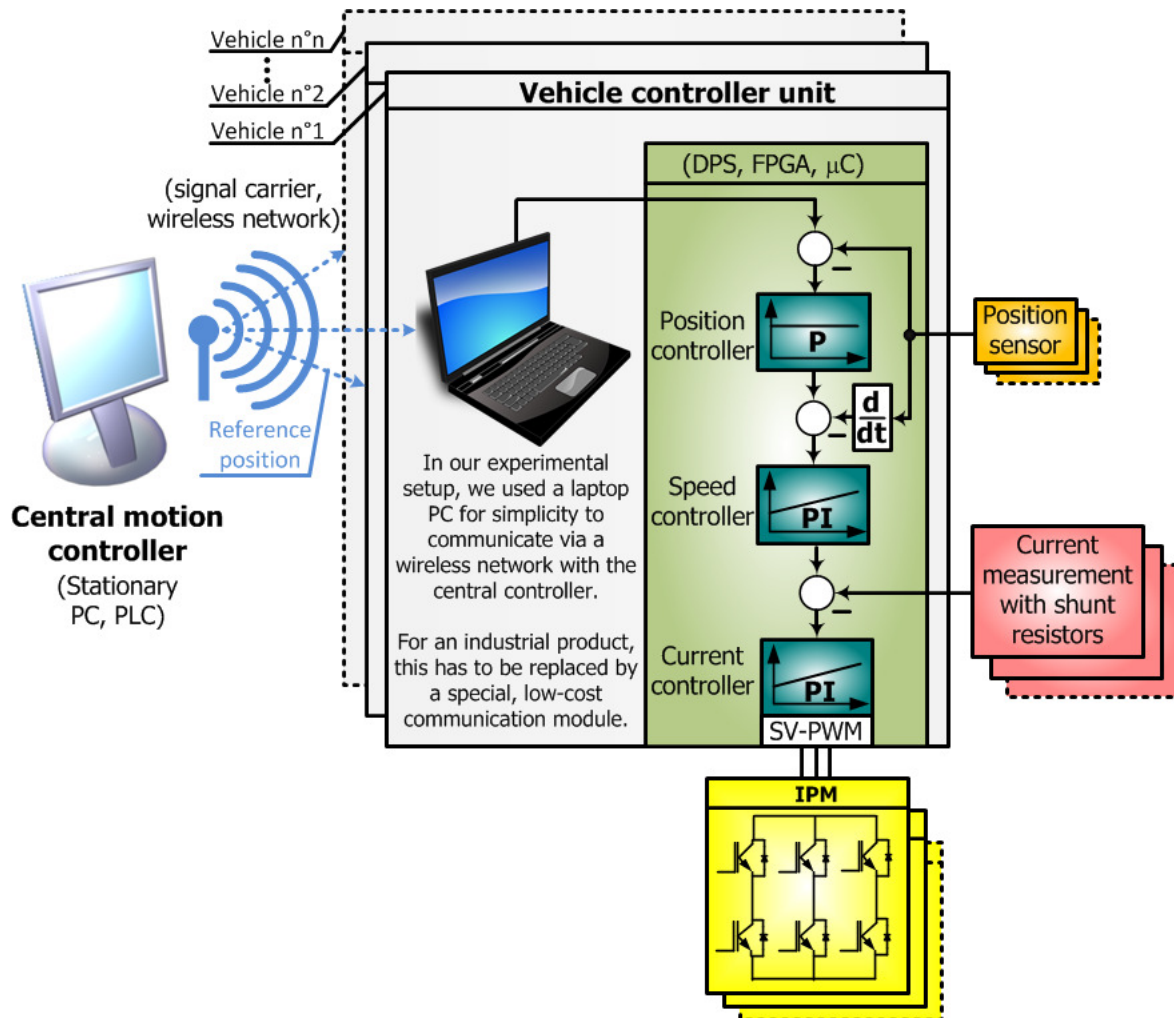 Vehicle n°n
Vehicle n°2
Vehicle n°1
Vehicle controller unit
(signal carrier,
wireless network)
(DPS, FPGA, μC)
Position
controller
P
Position
sensor
d
dt
Reference
position
In our experimental
setup, we used a laptop
PC for simplicity to
communicate via a
wireless network with the
central controller.
Speed
controller
PI
Central motion
controller
(Stationary
PC, PLC)
Current
measurement
with shunt
resistors
For an industrial product,
this has to be replaced by
a special, low-cost
communication module.
Current
controller
PI
SV-PWM
IPM